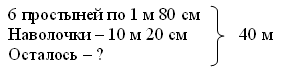 6 простыней по 1 м 80 см
Наволочки – 10 м 20 см
Осталось – ?
40 м